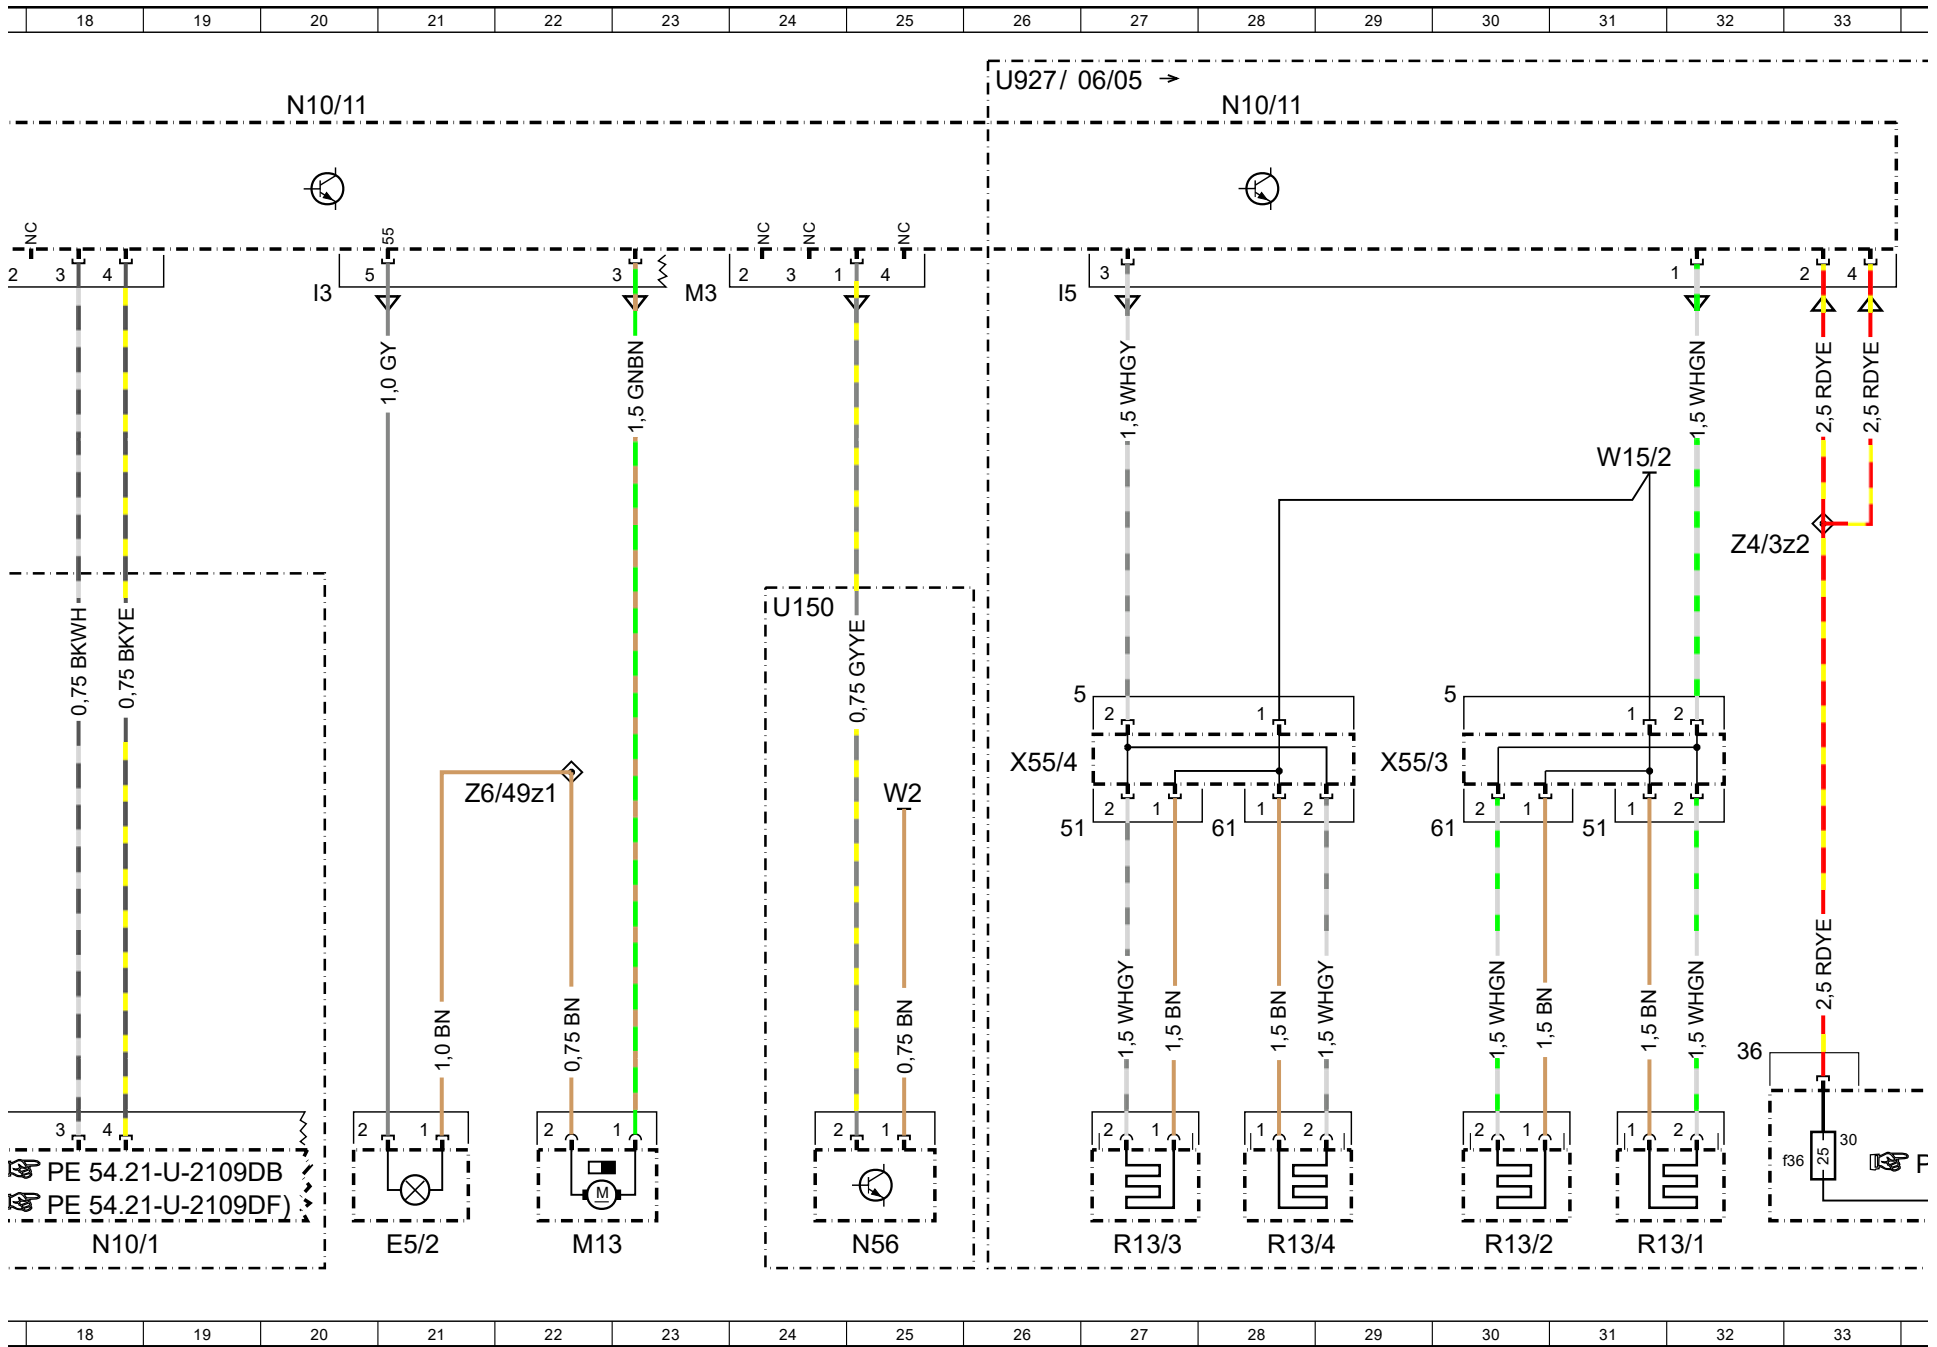 18 19 20 21 22 23 24 25 26 27 28 29 30 31 32 33
U927/ 06/05 →
N10/11 N10/11
NC 55 NC NC NC
2 3 4 5 3 2 3 1 4 3 1 2 4
I3 M3 I5
1,0 GY
1,5 GNBN
1,5 WHGY
1,5 WHGN
2,5 RDYE
2,5 RDYE
W15/2
Z4/3z2
U150
0,75 BKWH
0,75 BKYE
0,75 GYYE
5 5
2 1 1 2
X55/4 X55/3
Z6/49z1 W2
2 1 1 2 2 1 1 2
51 61 61 51
1,0 BN
0,75 BN
0,75 BN
1,5 WHGY
1,5 BN
1,5 BN
1,5 WHGY
1,5 WHGN
1,5 BN
1,5 BN
1,5 WHGN
2,5 RDYE
36
3 4 2 1 2 1 2 1 2 1 1 2 2 1 1 2
30
f36 25
M
PE 54.21-U-2109DB P
PE 54.21-U-2109DF)
N10/1 E5/2 M13 N56 R13/3 R13/4 R13/2 R13/1
18 19 20 21 22 23 24 25 26 27 28 29 30 31 32 33